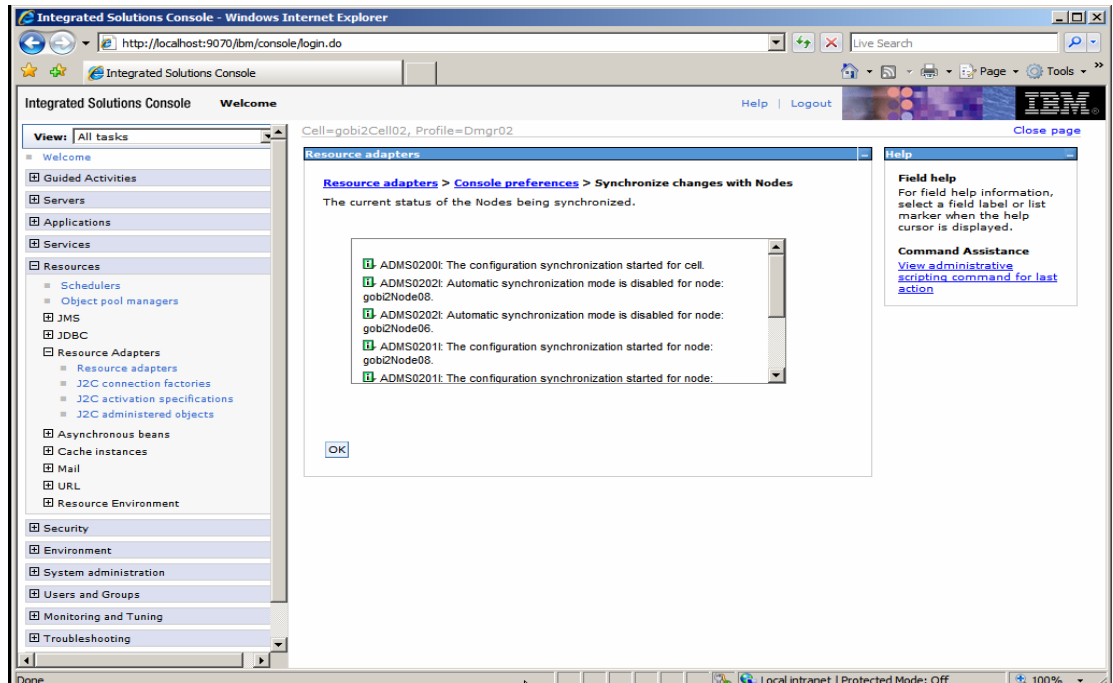 Integrated Solutions Console - Windows Internet Explorer
http://localhost:9070/ibm/console/login.do
Live Search
Integrated Solutions Console
Page
Tools
»
Integrated Solutions Console Welcome
Help | Logout
IBM®
View: All tasks
Welcome
Guided Activities
Servers
Applications
Services
Resources
Schedulers
Object pool managers
JMS
JDBC
Resource Adapters
Resource adapters
J2C connection factories
J2C activation specifications
J2C administered objects
Asynchronous beans
Cache instances
Mail
URL
Resource Environment
Security
Environment
System administration
Users and Groups
Monitoring and Tuning
Troubleshooting
Cell=gobi2Cell02, Profile=Dmgr02
Close page
Resource adapters
Resource adapters > Console preferences > Synchronize changes with Nodes
The current status of the Nodes being synchronized.
ADMS0200I: The configuration synchronization started for cell.
ADMS0202I: Automatic synchronization mode is disabled for node:
gobi2Node08.
ADMS0202I: Automatic synchronization mode is disabled for node:
gobi2Node06.
ADMS0201I: The configuration synchronization started for node:
gobi2Node08.
ADMS0201I: The configuration synchronization started for node:
OK
Help
Field help
For field help information,
select a field label or list
marker when the help
cursor is displayed.
Command Assistance
View administrative
scripting command for last
action
Done
Local intranet | Protected Mode: Off
100%